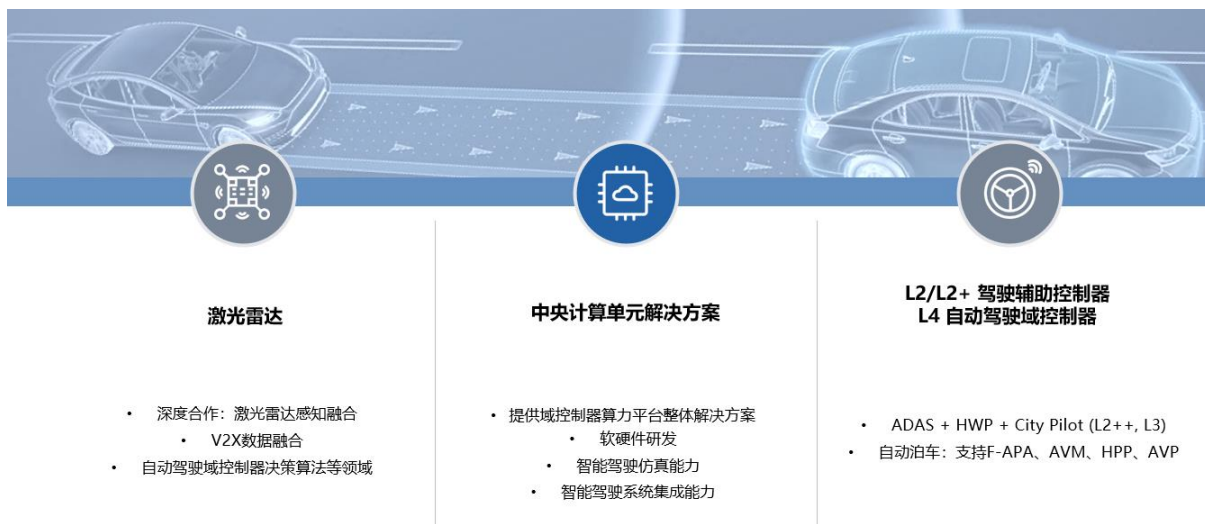 激光雷达
• 深度合作：激光雷达感知融合
• V2X数据融合
• 自动驾驶域控制器决策算法等领域
中央计算单元解决方案
• 提供域控制器算力平台整体解决方案
• 软硬件研发
• 智能驾驶仿真能力
• 智能驾驶系统集成能力
L2/L2+ 驾驶辅助控制器
L4 自动驾驶域控制器
• ADAS + HWP + City Pilot (L2++, L3)
• 自动泊车：支持F-APA、AVM、HPP、AVP